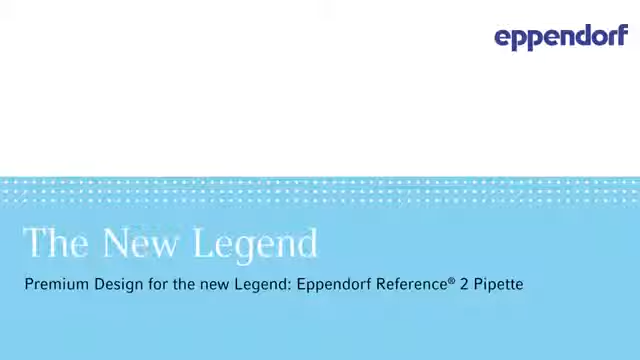 eppendorf
The New Legend
Premium Design for the new Legend: Eppendorf Reference® 2 Pipette